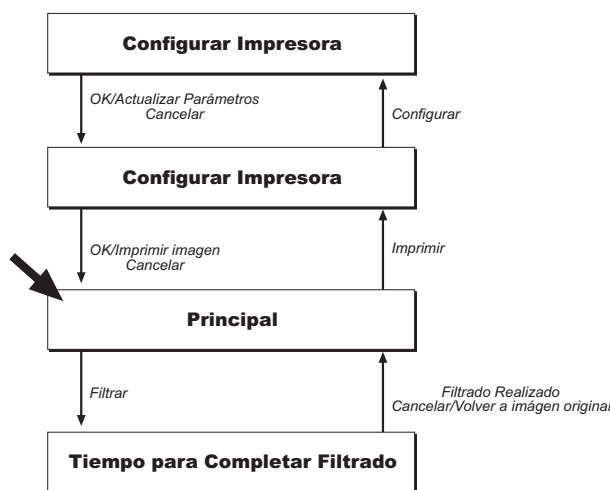 Configurar Impresora
OK/Actualizar Parámetros
Cancelar
Configurar
Configurar Impresora
OK/Imprimir imagen
Cancelar
Imprimir
Principal
Filtrar
Filtrado Realizado
Cancelar/Volver a imágen original
Tiempo para Completar Filtrado